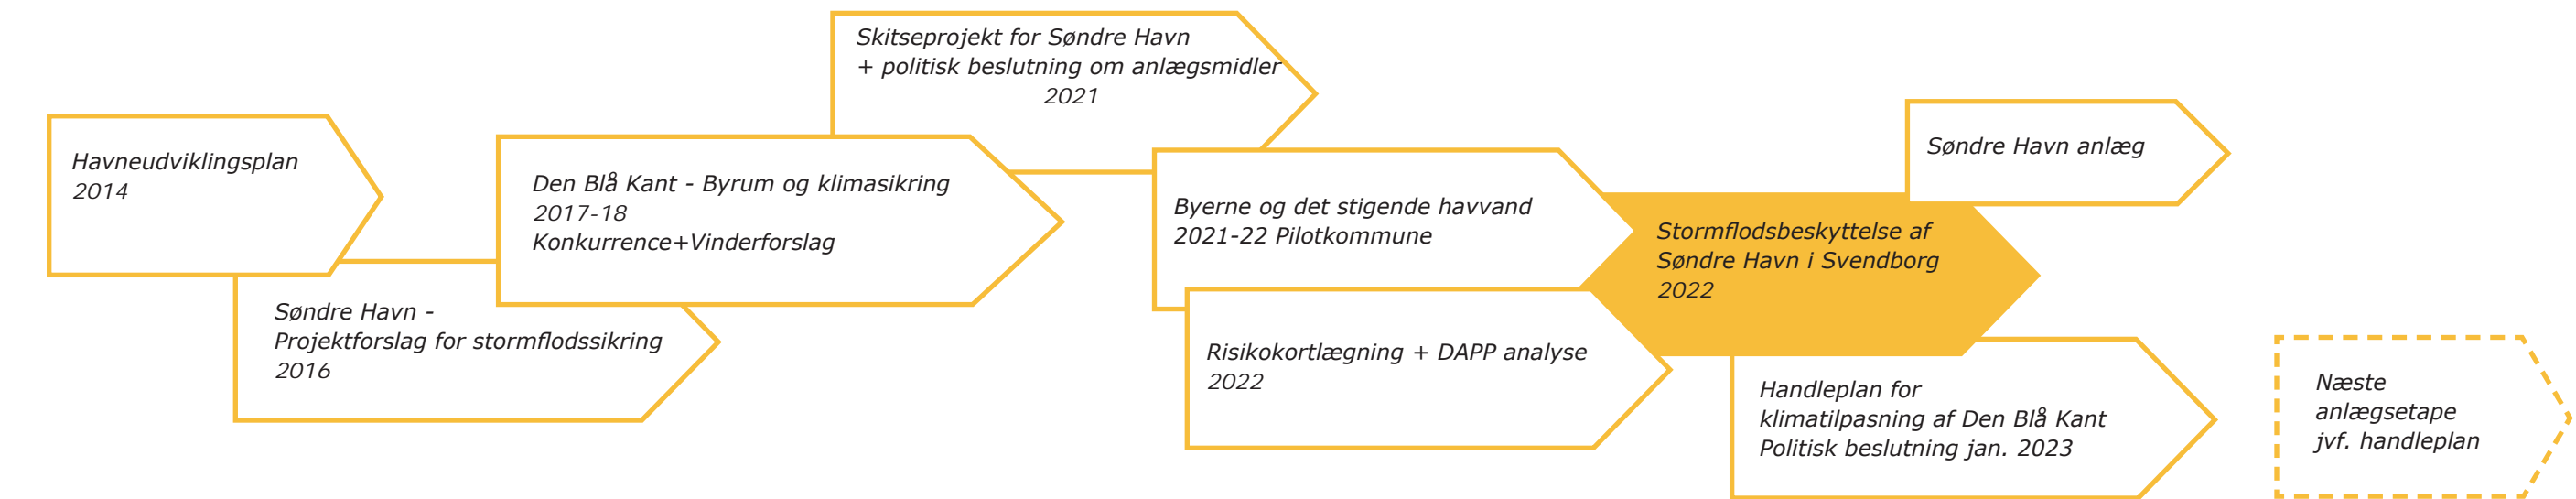 Havneudviklingsplan
2014
Søndre Havn -
Projektforslag for stormflodssikring
2016
Den Blå Kant - Byrum og klimasikring
2017-18
Konkurrence+Vinderforslag
Skitseprojekt for Søndre Havn
+ politisk beslutning om anlægsmidler
2021
Byerne og det stigende havvand
2021-22 Pilotkommune
Risikokortlægning + DAPP analyse
2022
Stormflodsbeskyttelse af
Søndre Havn i Svendborg
2022
Søndre Havn anlæg
Handleplan for
klimatilpasning af Den Blå Kant
Politisk beslutning jan. 2023
Næste
anlægsetape
jvf. handleplan